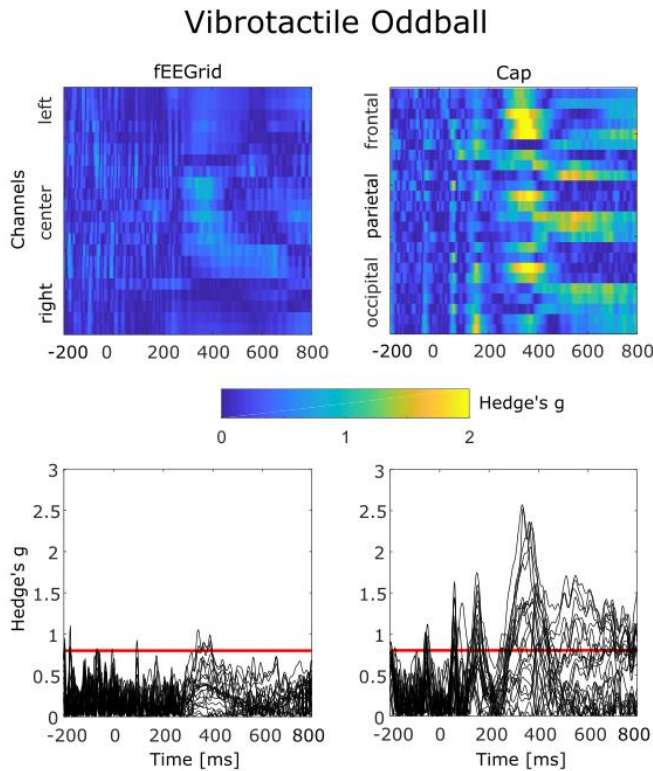 Vibrotactile Oddball
fEEGrid
Cap
Channels
left
center
right
frontal
parietal
occipital
-200 0 200 400 600 800
-200 0 200 400 600 800
0 1 2
Hedge's g
Hedge's g
3
2.5
2
1.5
1
0.5
0
-200 0 200 400 600 800
Time [ms]
3
2.5
2
1.5
1
0.5
0
-200 0 200 400 600 800
Time [ms]